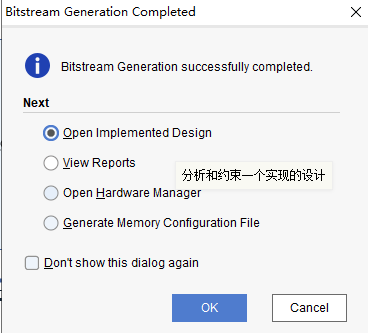 Bitstream Generation Completed
Bitstream Generation successfully completed.
Next
Open Implemented Design
View Reports
分析和约束一个实现的设计
Open Hardware Manager
Generate Memory Configuration File
Don't show this dialog again
OK
Cancel